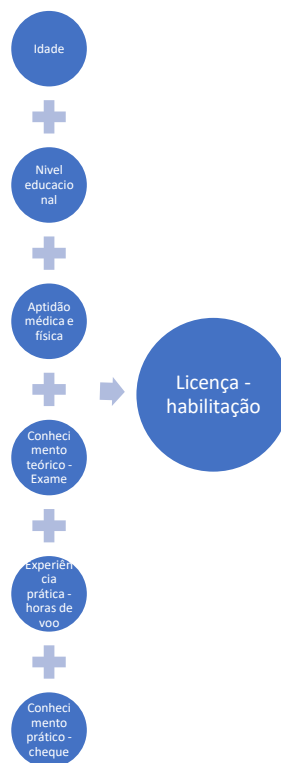 Idade
Nivel
educacio
nal
Aptidão
médica e
física
Licença -
habilitação
Conheci
mento
teórico -
Exame
Experiên
cia
prática -
horas de
voo
Conheci
mento
prático -
cheque